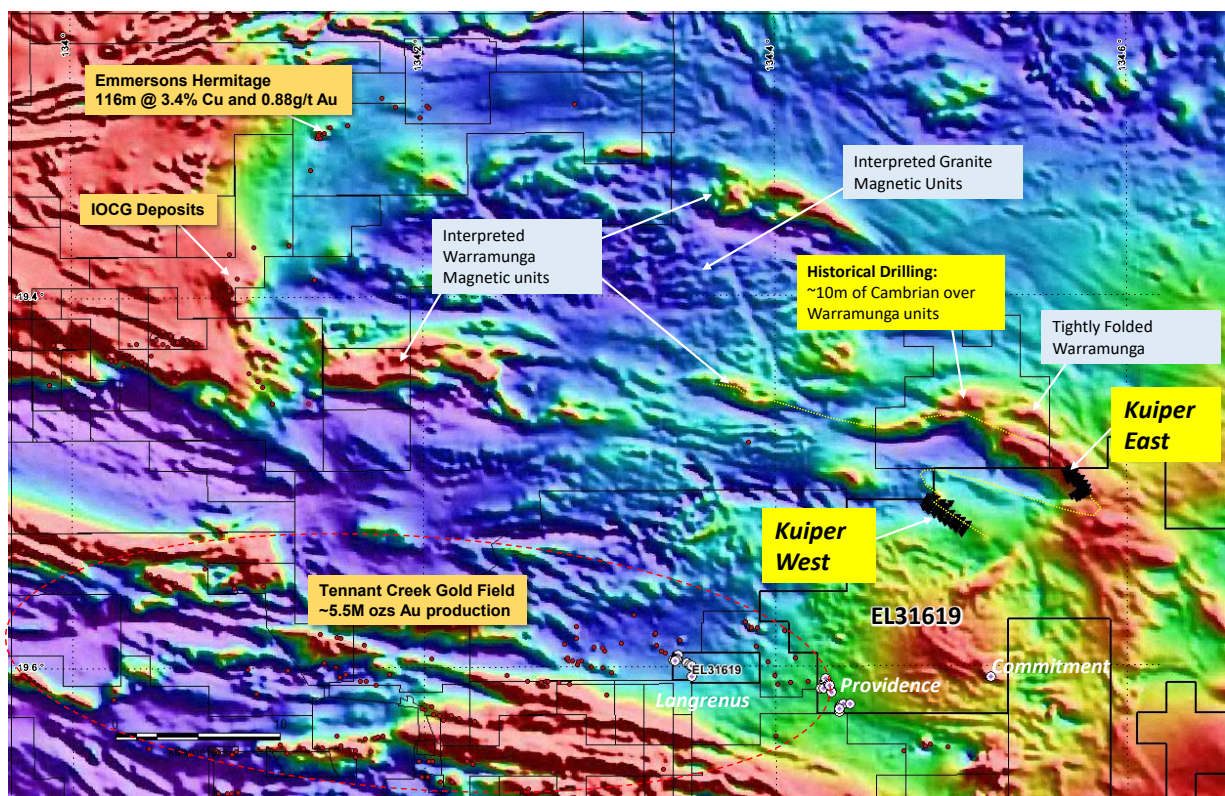 134°
134.2 °
134.4 °
134.6 °
Emmersons Hermitage
116m @ 3.4% Cu and 0.88g/t Au
Interpreted Granite
Magnetic Units
IOCG Deposits
Interpreted
Warramunga
Magnetic units
Historical Drilling:
~10m of Cambrian over
Warramunga units
-19.4 °
Tightly Folded
Warramunga
Kuiper
East
Kuiper
West
Tennant Creek Gold Field
~5.5M ozs Au production
EL31619
-19.6 °
EL31619
Commitment
Langrenus
Providence
0
10